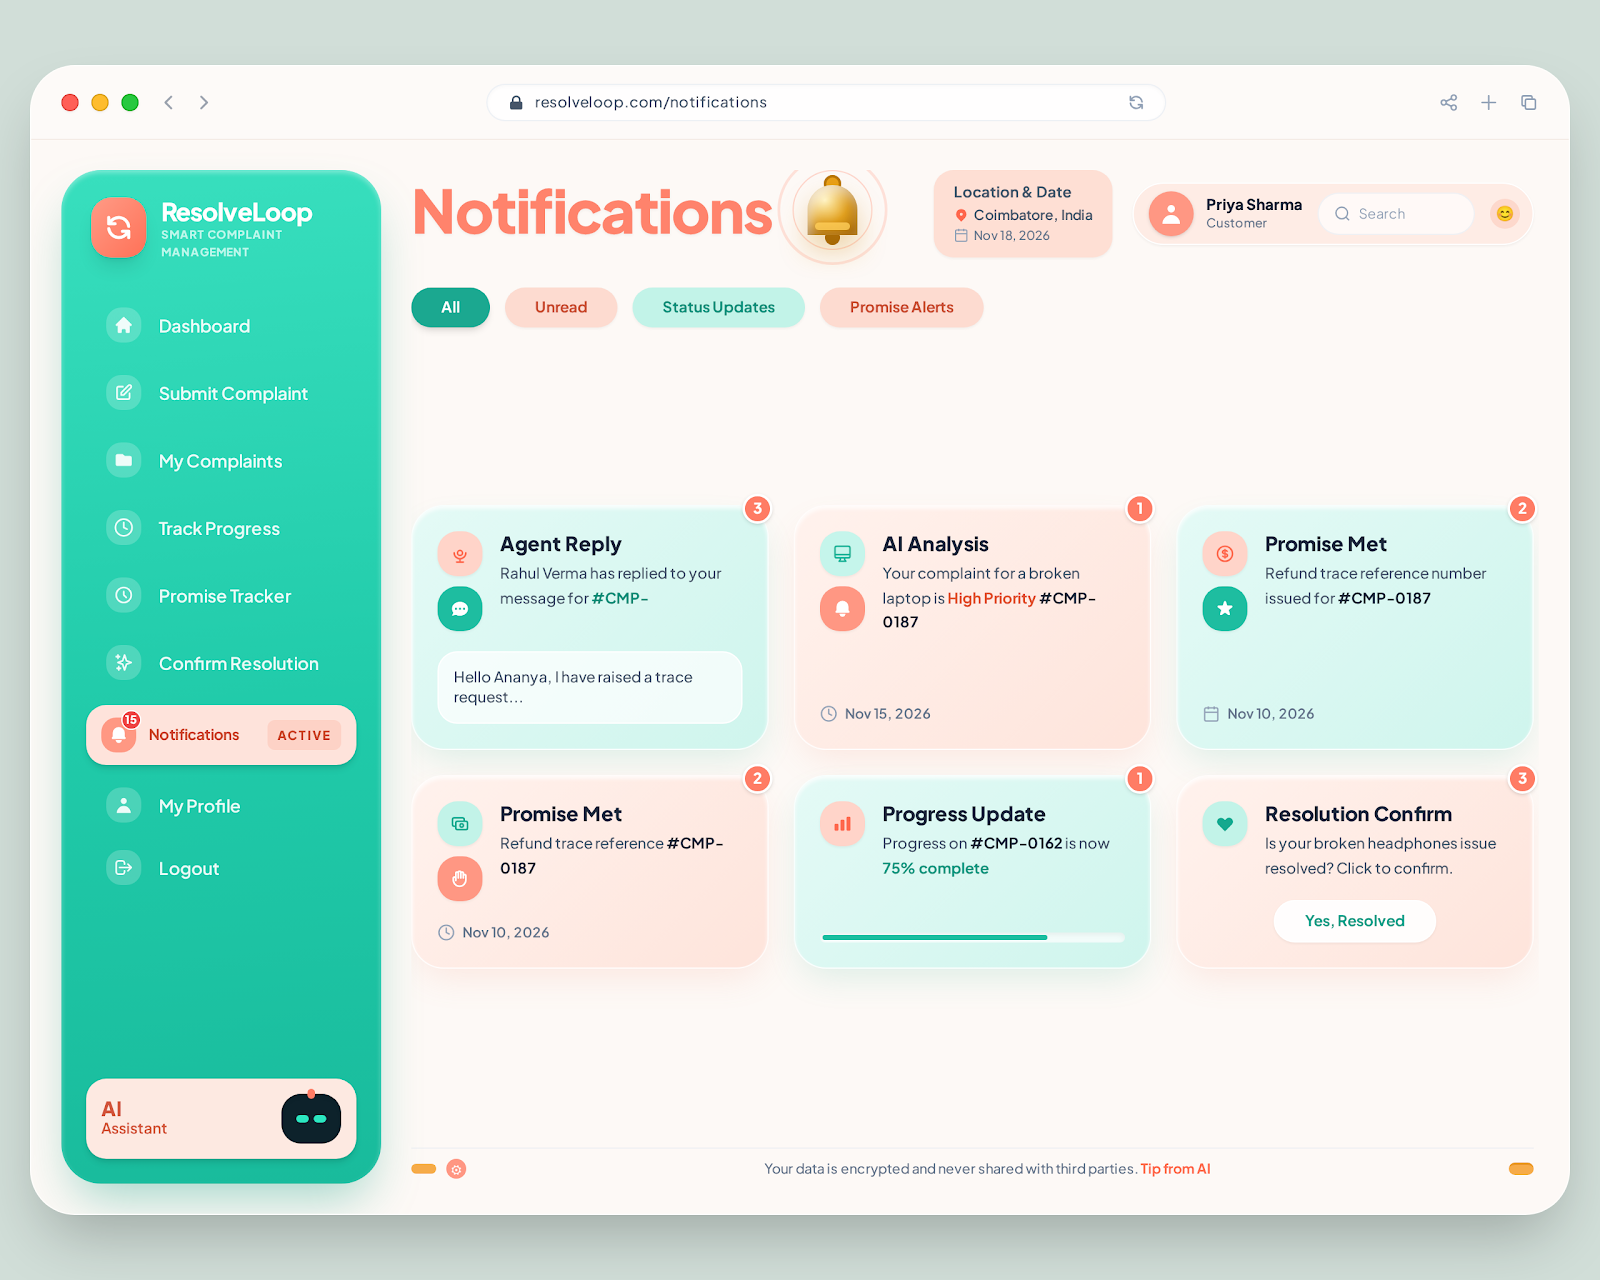 resolveloop.com/notifications
ResolveLoop
SMART COMPLAINT
MANAGEMENT
Dashboard
Submit Complaint
My Complaints
Track Progress
Promise Tracker
Confirm Resolution
15
Notifications
ACTIVE
My Profile
Logout
AI
Assistant
Notifications
Location & Date
Coimbatore, India
Nov 18, 2026
Priya Sharma
Customer
Search
All
Unread
Status Updates
Promise Alerts
3
Agent Reply
Rahul Verma has replied to your
message for #CMP-
Hello Ananya, I have raised a trace
request...
1
AI Analysis
Your complaint for a broken
laptop is High Priority #CMP-
0187
Nov 15, 2026
2
Promise Met
Refund trace reference number
issued for #CMP-0187
Nov 10, 2026
2
Promise Met
Refund trace reference #CMP-
0187
Nov 10, 2026
1
Progress Update
Progress on #CMP-0162 is now
75% complete
3
Resolution Confirm
Is your broken headphones issue
resolved? Click to confirm.
Yes, Resolved
Your data is encrypted and never shared with third parties. Tip from AI